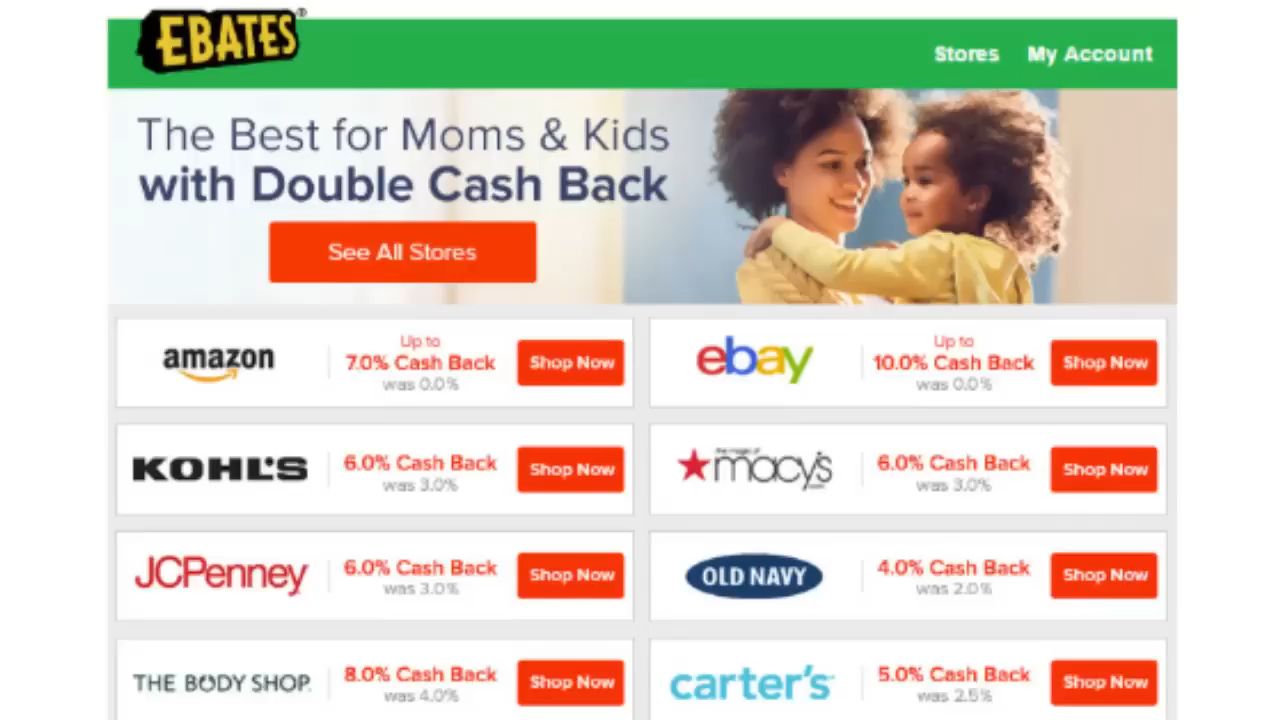 EBATES®
Stores My Account
The Best for Moms & Kids
with Double Cash Back
See All Stores
amazon
Up to
7.0% Cash Back
was 0.0%
Shop Now
ebay
Up to
10.0% Cash Back
was 0.0%
Shop Now
KOHL'S
6.0% Cash Back
was 3.0%
Shop Now
the magic of
macy's
.com
6.0% Cash Back
was 3.0%
Shop Now
JCPenney
6.0% Cash Back
was 3.0%
Shop Now
OLD NAVY
4.0% Cash Back
was 2.0%
Shop Now
THE BODY SHOP.
8.0% Cash Back
was 4.0%
Shop Now
carter's
5.0% Cash Back
was 2.5%
Shop Now